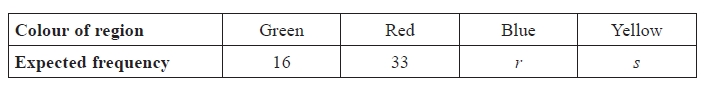 Colour of region Green Red Blue Yellow
Expected frequency 16 33 r s